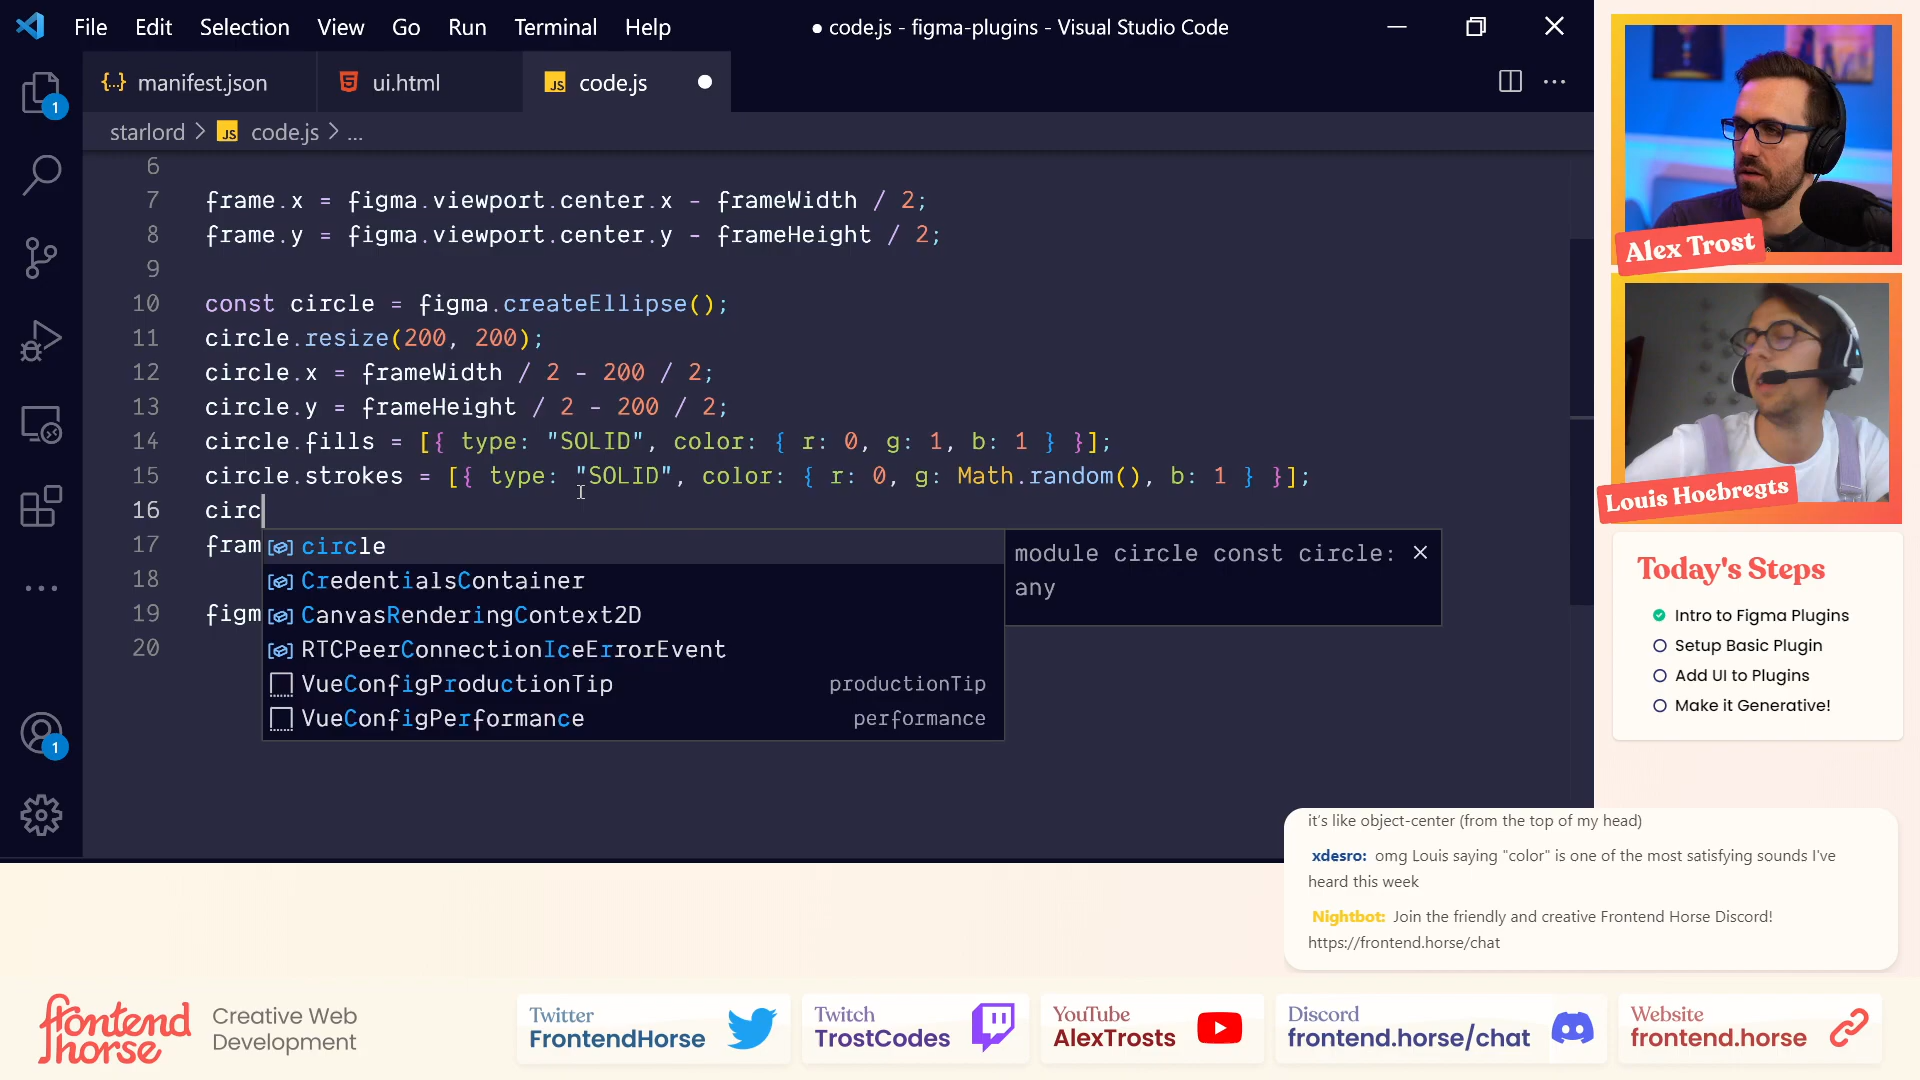 File Edit Selection View Go Run Terminal Help
● code.js - figma-plugins - Visual Studio Code
manifest.json
ui.html
code.js
starlord > JS code.js > ...
6
7 frame.x = figma.viewport.center.x - frameWidth / 2;
8 frame.y = figma.viewport.center.y - frameHeight / 2;
9
10 const circle = figma.createEllipse();
11 circle.resize(200, 200);
12 circle.x = frameWidth / 2 - 200 / 2;
13 circle.y = frameHeight / 2 - 200 / 2;
14 circle.fills = [{ type: "SOLID", color: { r: 0, g: 1, b: 1 } }];
15 circle.strokes = [{ type: "SOLID", color: { r: 0, g: Math.random(), b: 1 } }];
16 circ
17 fram
18
19 figm
20
circle
CredentialsContainer
CanvasRenderingContext2D
RTCPeerConnectionIceErrorEvent
VueConfigProductionTip productionTip
VueConfigPerformance performance
module circle const circle:
any
1
1
Alex Trost
Louis Hoebregts
Today's Steps
Intro to Figma Plugins
Setup Basic Plugin
Add UI to Plugins
Make it Generative!
it's like object-center (from the top of my head)
xdesro: omg Louis saying "color" is one of the most satisfying sounds I've
heard this week
Nightbot: Join the friendly and creative Frontend Horse Discord!
https://frontend.horse/chat
frontend
horse
Creative Web
Development
Twitter
FrontendHorse
Twitch
TrostCodes
YouTube
AlexTrosts
Discord
frontend.horse/chat
Website
frontend.horse